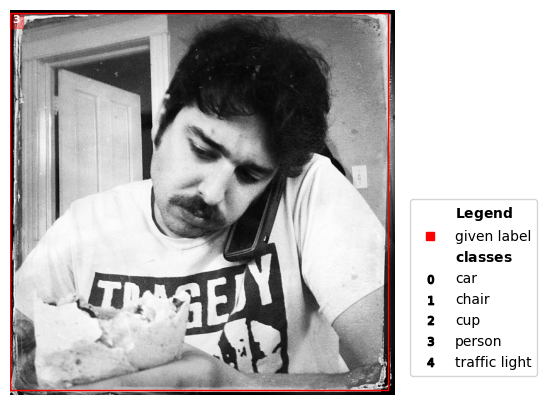 3
TRAGEDY
Legend
given label
classes
0 car
1 chair
2 cup
3 person
4 traffic light